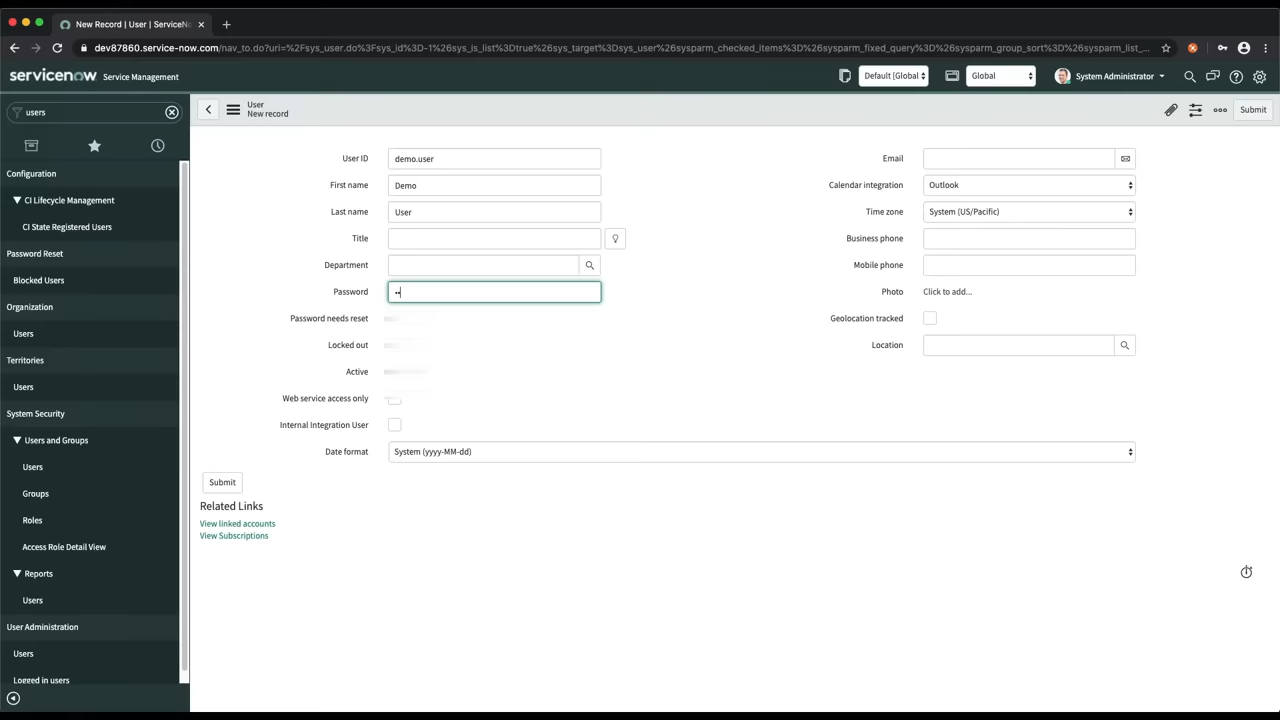 New Record | User | ServiceNo
dev87860.service-now.com/nav_to.do?uri=%2Fsys_user.do%3Fsys_id%3D-1%26sys_is_list%3Dtrue%26sys_target%3Dsys_user%26sysparm_checked_items%3D%26sysparm_fixed_query%3D%26sysparm_group_sort%3D%26sysparm_list_...
servicenow Service Management
Default [Global
Global
System Administrator
users
User
New record
Submit
Configuration
CI Lifecycle Management
CI State Registered Users
Password Reset
Blocked Users
Organization
Users
Territories
Users
System Security
Users and Groups
Users
Groups
Roles
Access Role Detail View
Reports
Users
User Administration
Users
Logged in users
User ID demo.user
First name Demo
Last name User
Title
Department
Password ••
Password needs reset
Locked out
Active
Web service access only
Internal Integration User
Date format System (yyyy-MM-dd)
Email
Calendar integration Outlook
Time zone System (US/Pacific)
Business phone
Mobile phone
Photo Click to add...
Geolocation tracked
Location
Submit
Related Links
View linked accounts
View Subscriptions